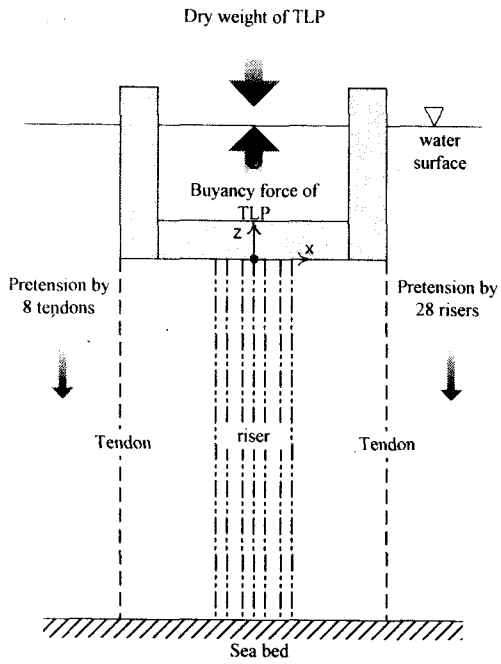 Dry weight of TLP
water
surface
Buyancy force of
TLP
z
x
Pretension by
8 tendons
Pretension by
28 risers
Tendon
riser
Tendon
Sea bed